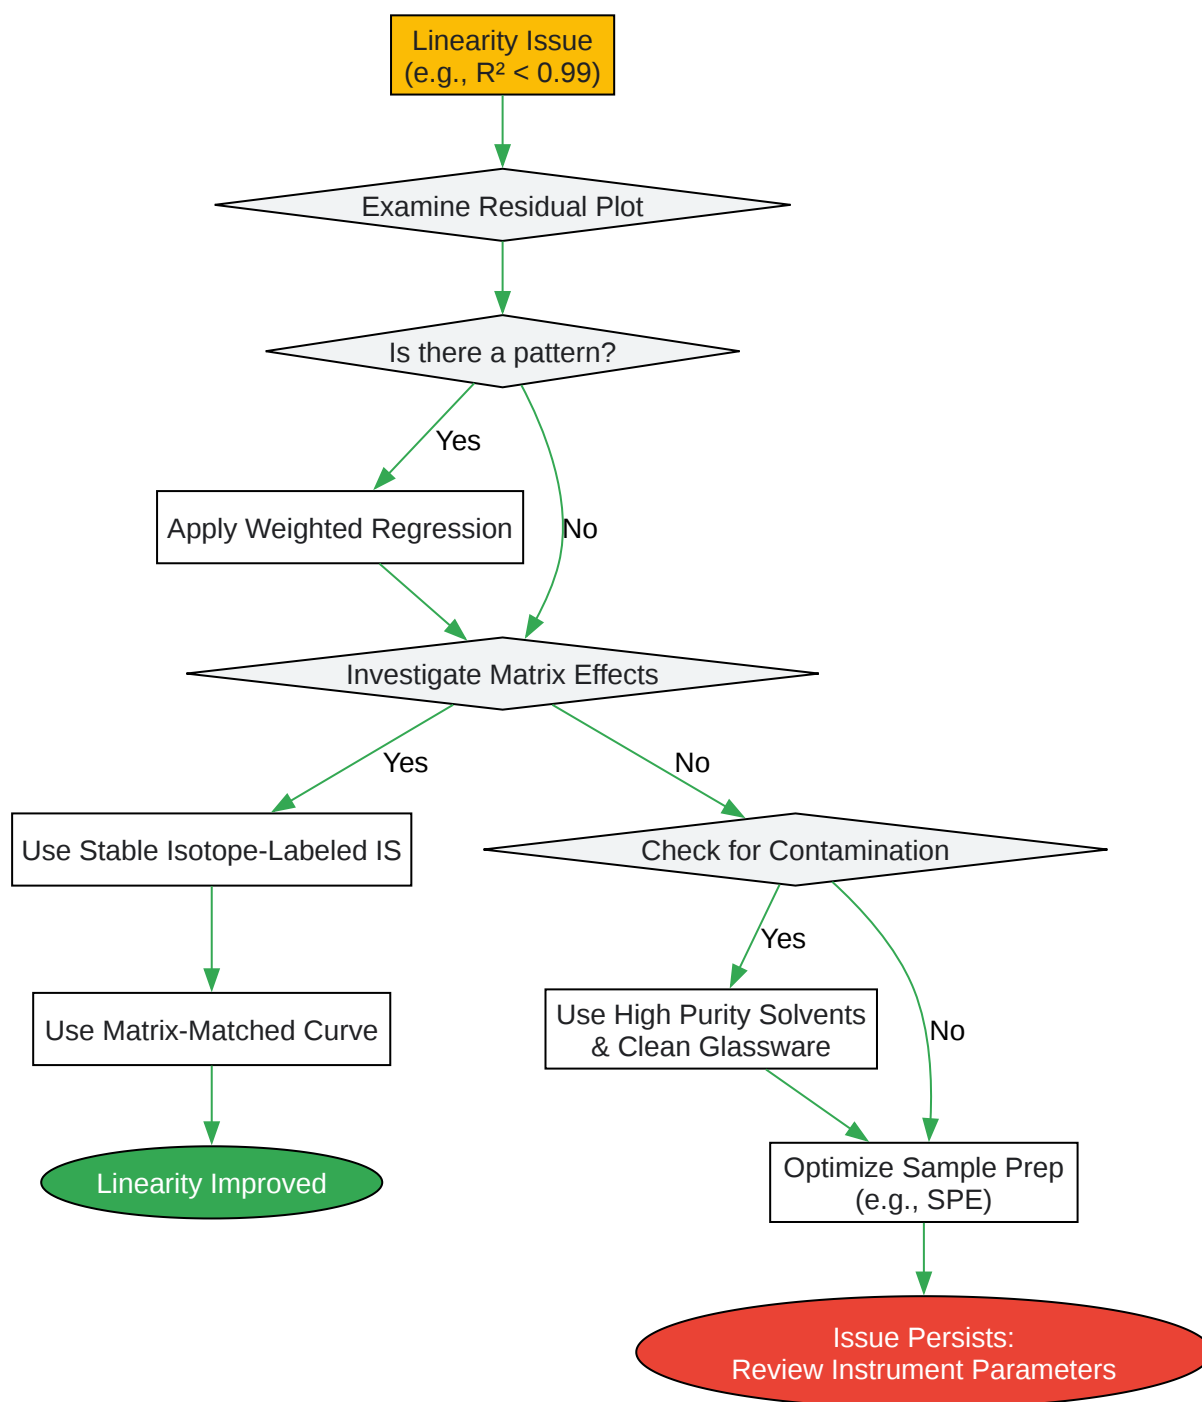 Linearity Issue
(e.g., R² < 0.99)
Examine Residual Plot
Is there a pattern?
Yes
Apply Weighted Regression
No
Investigate Matrix Effects
Yes
No
Use Stable Isotope-Labeled IS
Check for Contamination
Yes
Use High Purity Solvents
& Clean Glassware
Use Matrix-Matched Curve
No
Linearity Improved
Optimize Sample Prep
(e.g., SPE)
Issue Persists:
Review Instrument Parameters